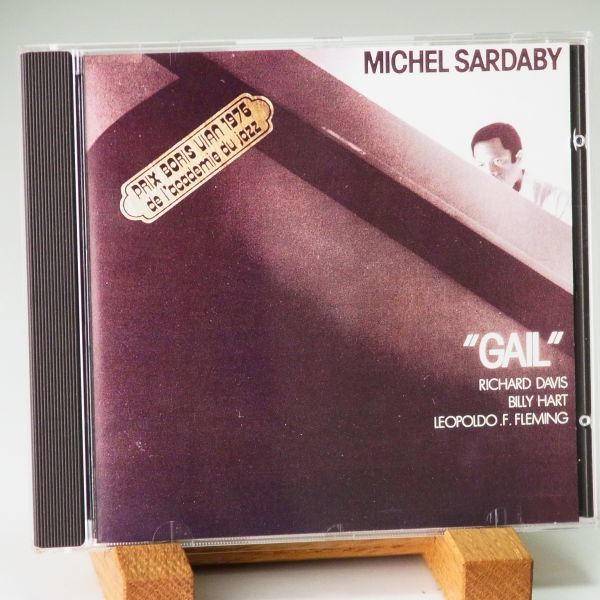 MICHEL SARDABY
PRIX BORIS VIAN 1976
de l'academie du jazz
"GAIL"
RICHARD DAVIS
BILLY HART
LEOPOLDO .F. FLEMING